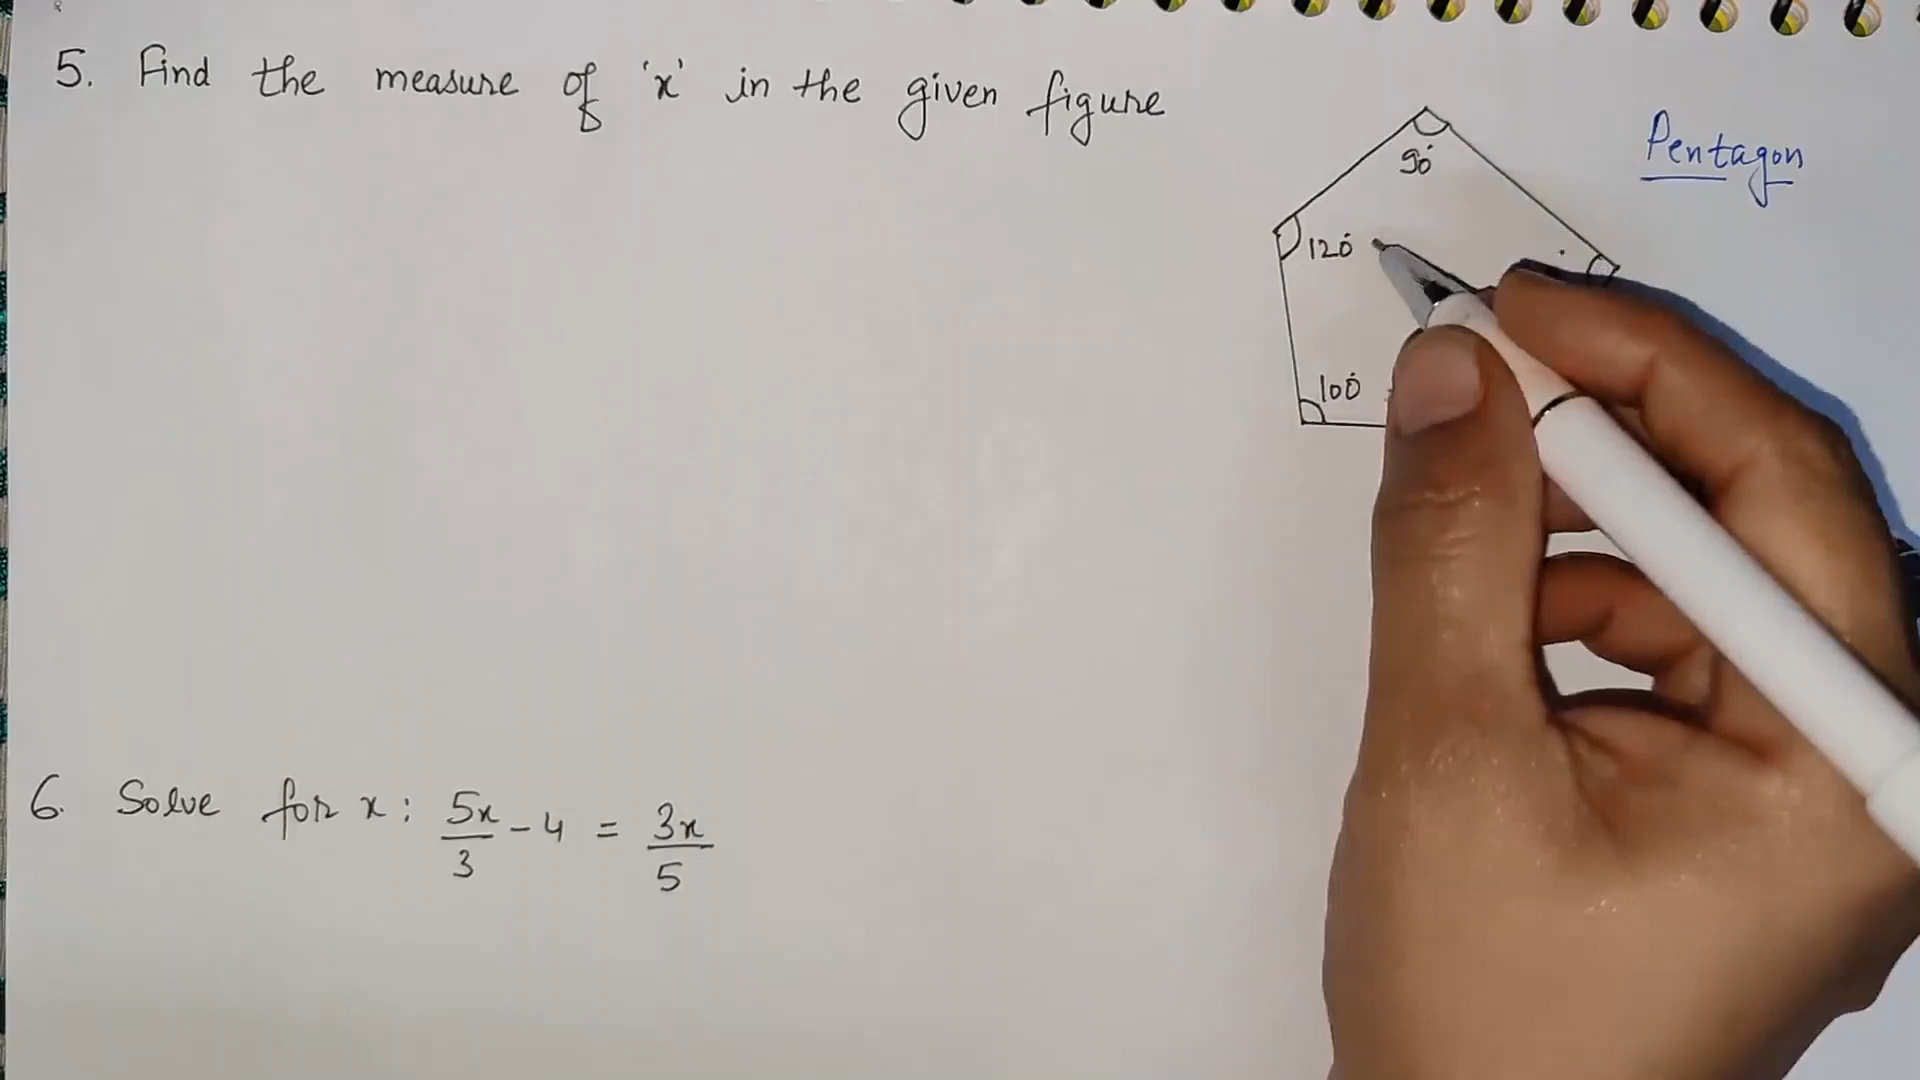 5. Find the measure of 'x' in the given figure
Pentagon
90°
120°
100°
6. Solve for x: 5x/3 - 4 = 3x/5